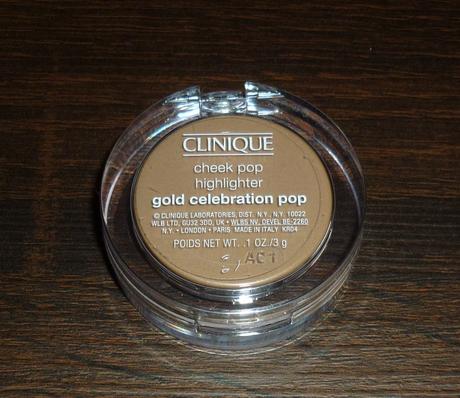 CLINIQUE
cheek pop
highlighter
gold celebration pop
© CLINIQUE LABORATORIES, DIST. N.Y., N.Y. 10022
WLB LTD, GU32 3DD, UK • WLBS NV, DEVEL BE-2260
N.Y. • LONDON • PARIS MADE IN ITALY KR04
POIDS NET WT. .1 OZ./3 g